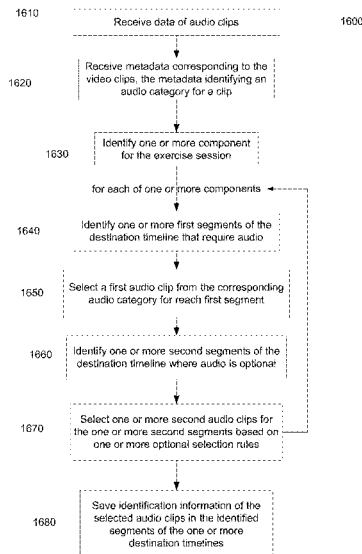 1610
Receive data of audio clips
1600
Receive metadata corresponding to the
video clips, the metadata identifying an
audio category for a clip
1620
Identify one or more component
for the exercise session
1630
for each of one or more components
Identify one or more first segments of the
destination timeline that require audio
1640
Select a first audio clip from the corresponding
audio category for reach first segment
1650
Identify one or more second segments of the
destination timeline where audio is optional
1660
Select one or more second audio clips for
the one or more second segments based on
one or more optional selection rules
1670
Save identification information of the
selected audio clips in the identified
segments of the one or more
destination timelines
1680